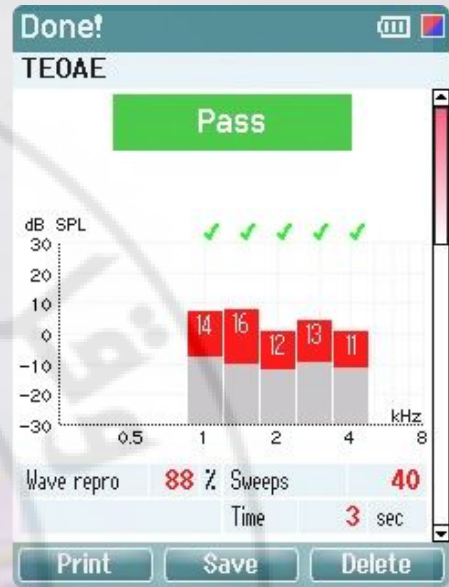 Done!
TEOAE
Pass
dB SPL
30
20
10
0
-10
-20
-30
14 16 12 13 11
kHz
0.5 1 2 4 8
Wave repro 88 % Sweeps 40
Time 3 sec
Print Save Delete